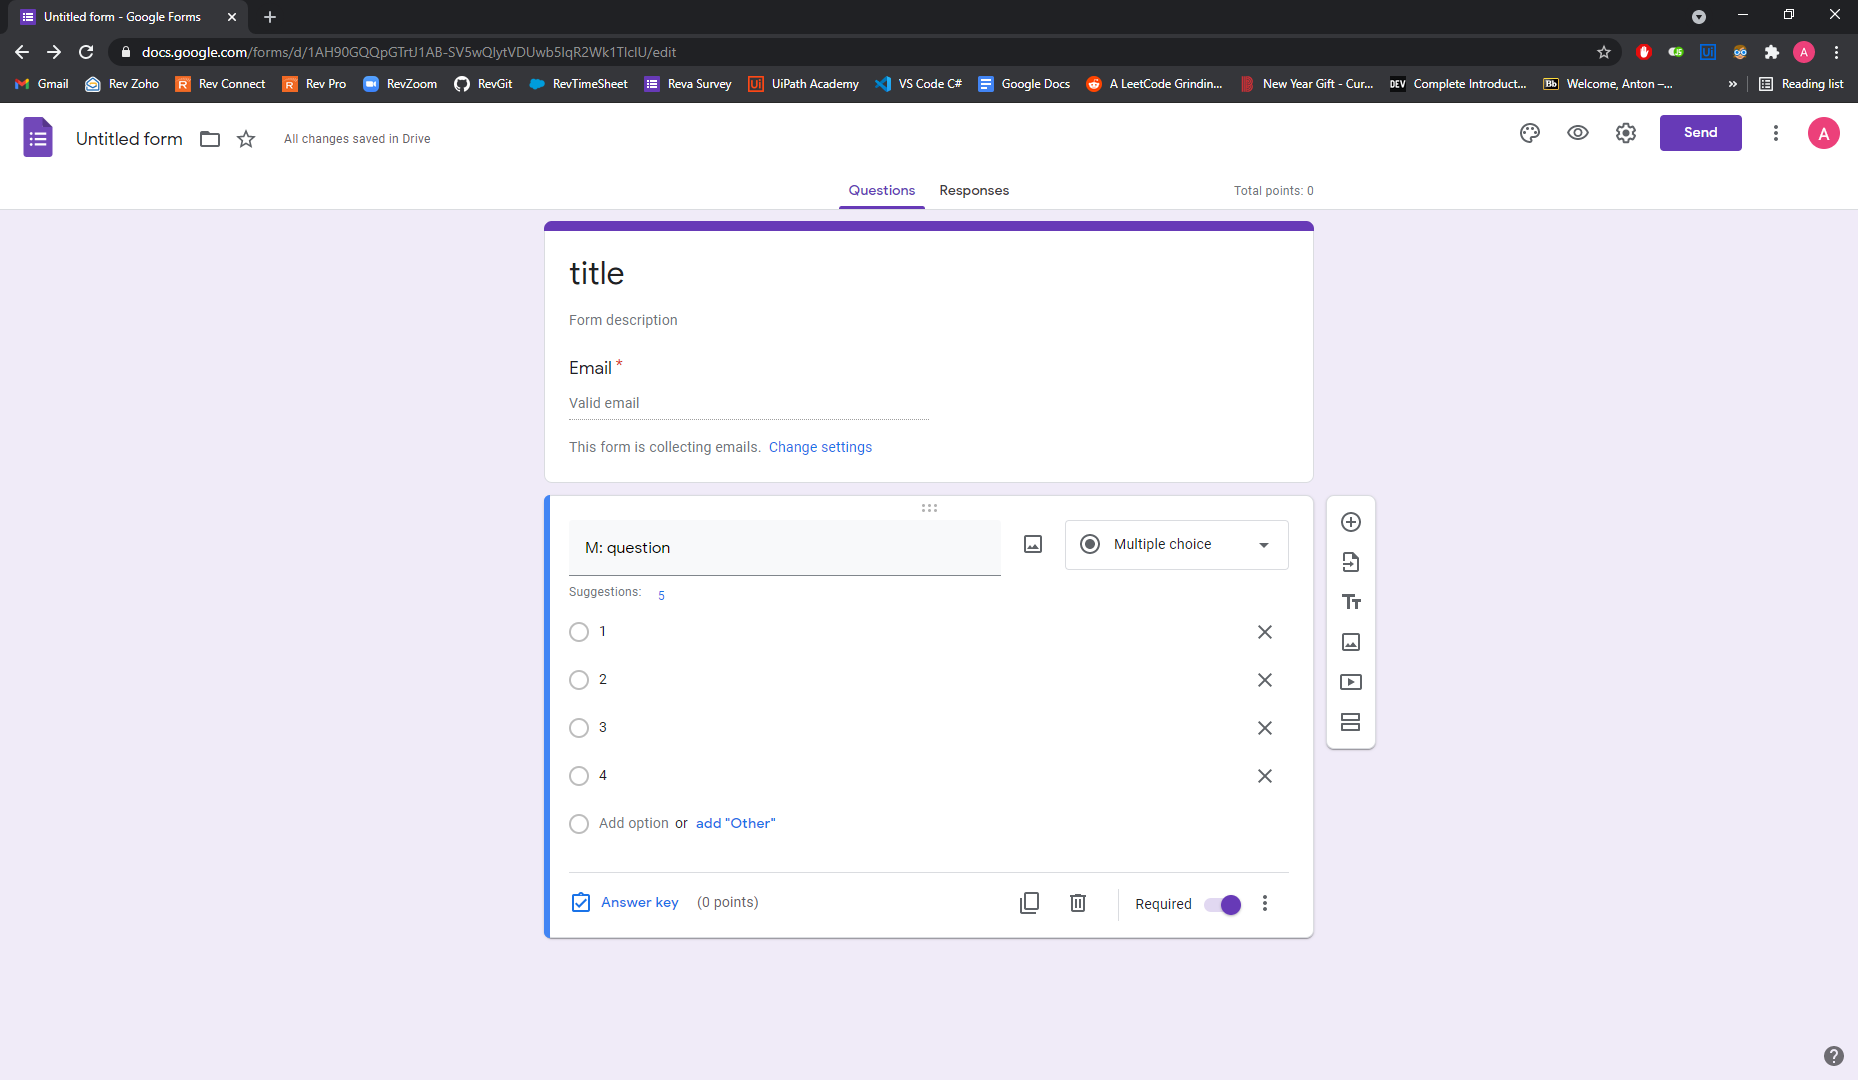 Untitled form - Google Forms
docs.google.com/forms/d/1AH90GQQpGTrtJ1AB-SV5wQlytVDUwb5lqR2Wk1TlclU/edit
A
Gmail Rev Zoho Rev Connect Rev Pro RevZoom RevGit RevTimeSheet Reva Survey UiPath Academy VS Code C# Google Docs A LeetCode Grindin... New Year Gift - Cur... DEV Complete Introduct... Bb Welcome, Anton –... » Reading list
Untitled form All changes saved in Drive Send A
Questions Responses Total points: 0
title
Form description
Email *
Valid email
This form is collecting emails. Change settings
M: question Multiple choice
Suggestions: 5
1
2
3
4
Add option or add "Other"
Answer key (0 points) Required